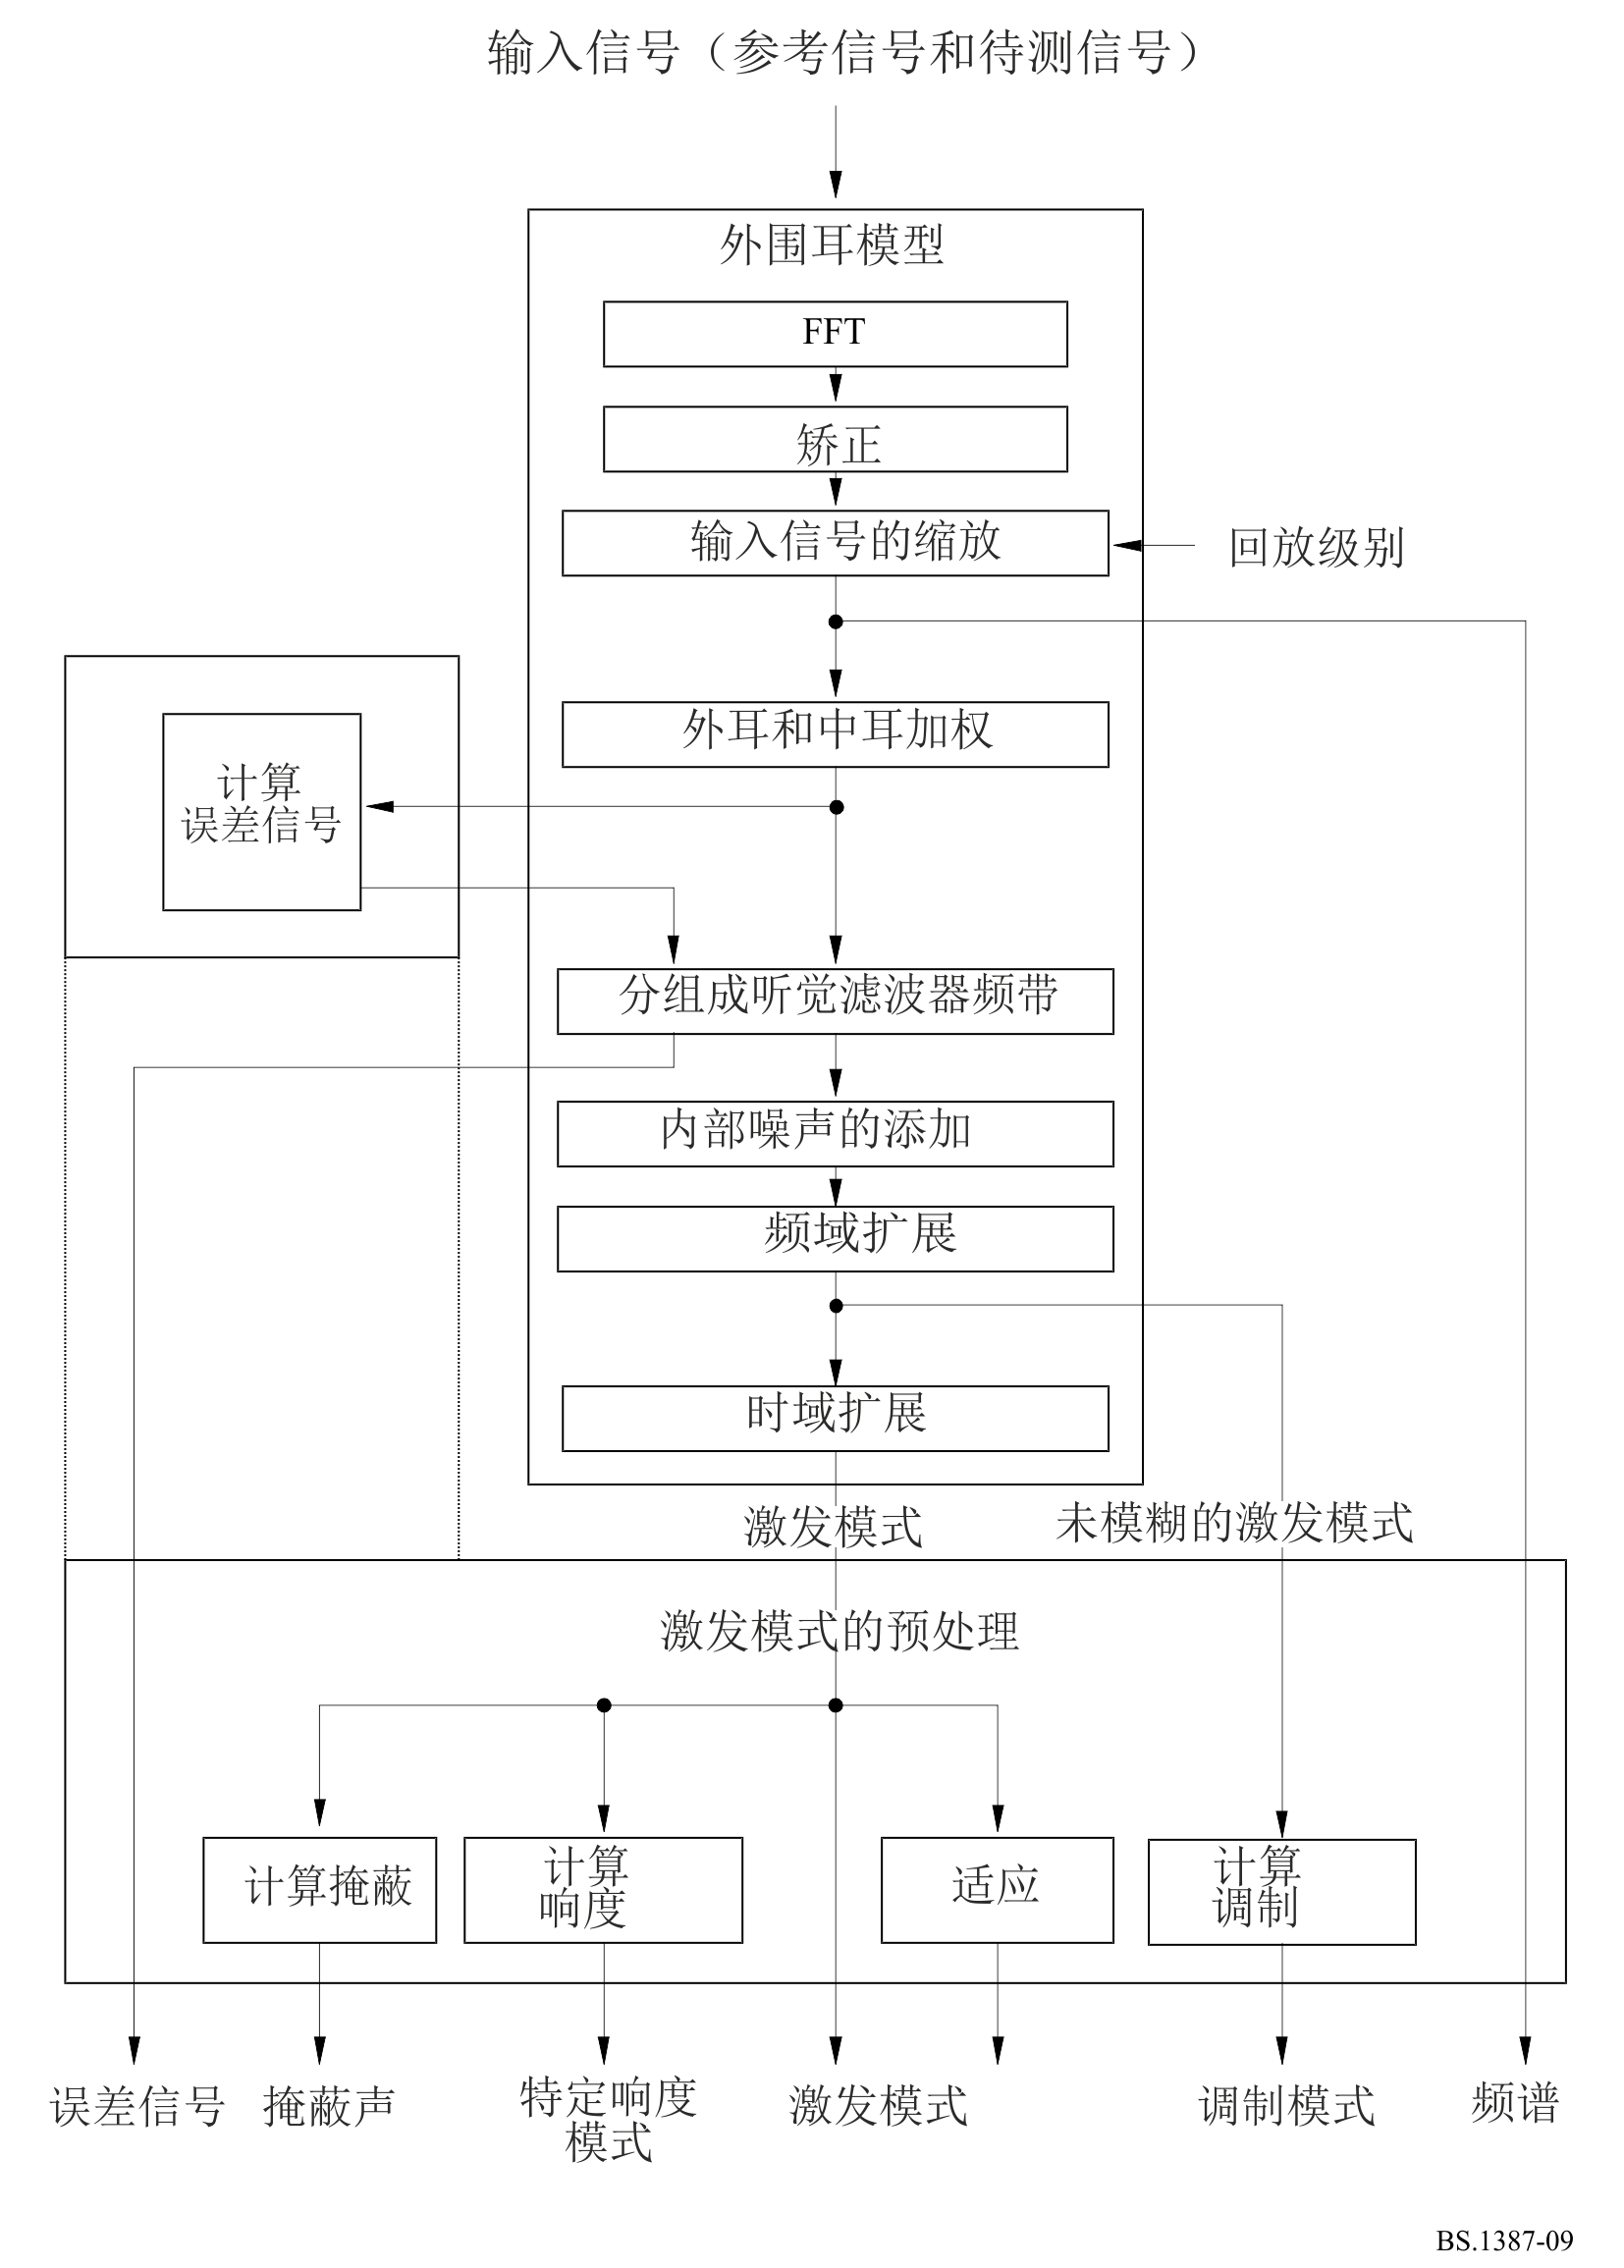 输入信号（参考信号和待测信号）
外围耳模型
FFT
矫正
输入信号的缩放
回放级别
外耳和中耳加权
计算
误差信号
分组成听觉滤波器频带
内部噪声的添加
频域扩展
时域扩展
激发模式
未模糊的激发模式
激发模式的预处理
计算掩蔽
计算
响度
适应
计算
调制
误差信号
掩蔽声
特定响度
模式
激发模式
调制模式
频谱
BS.1387-09